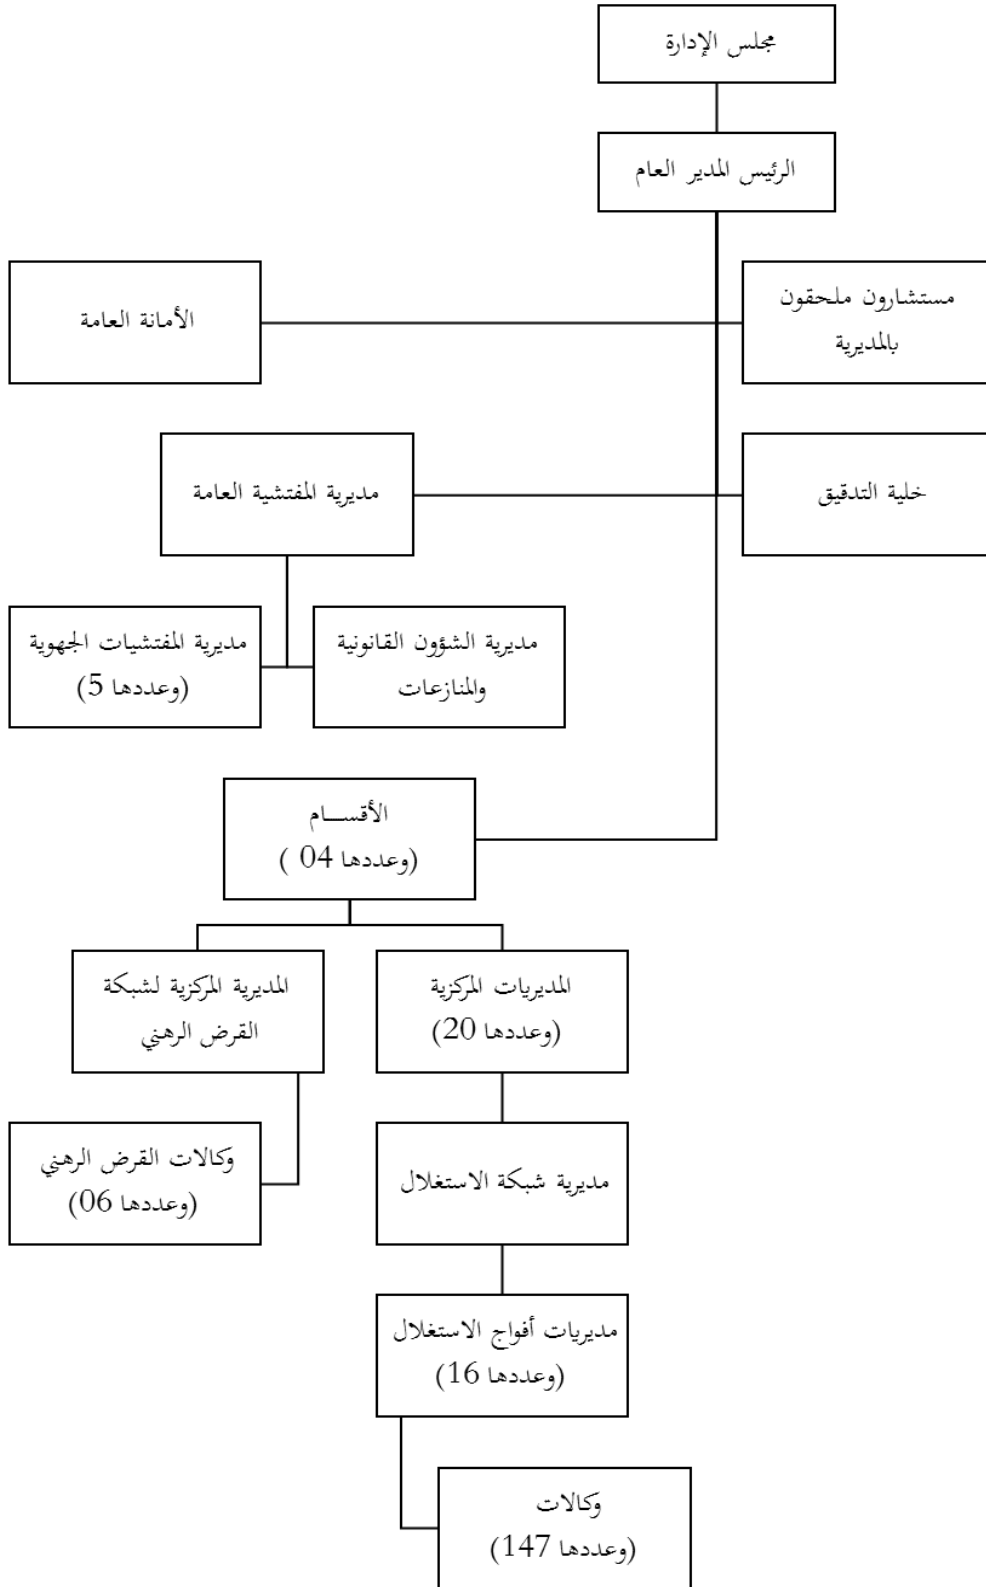 مجلس الإدارة
الرئيس المدير العام
مستشارون ملحقون
بالمديرية
الأمانة العامة
خلية التدقيق
مديرية المفتشية العامة
مديرية الشؤون القانونية
والمنازعات
مديرية المفتشيات الجهوية
(وعددها 5)
الأقســـام
(وعددها 04 )
المديريات المركزية
(وعددها 20)
المديرية المركزية لشبكة
القرض الرهني
مديرية شبكة الاستغلال
وكالات القرض الرهني
(وعددها 06)
مديريات أفواج الاستغلال
(وعددها 16)
وكالات
(وعددها 147)